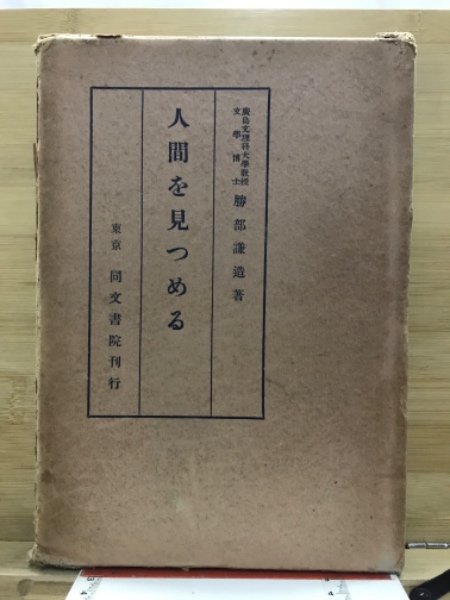 廣島文理科大學教授
文學博士
勝部謙造著
人間を見つめる
東京 同文書院刊行